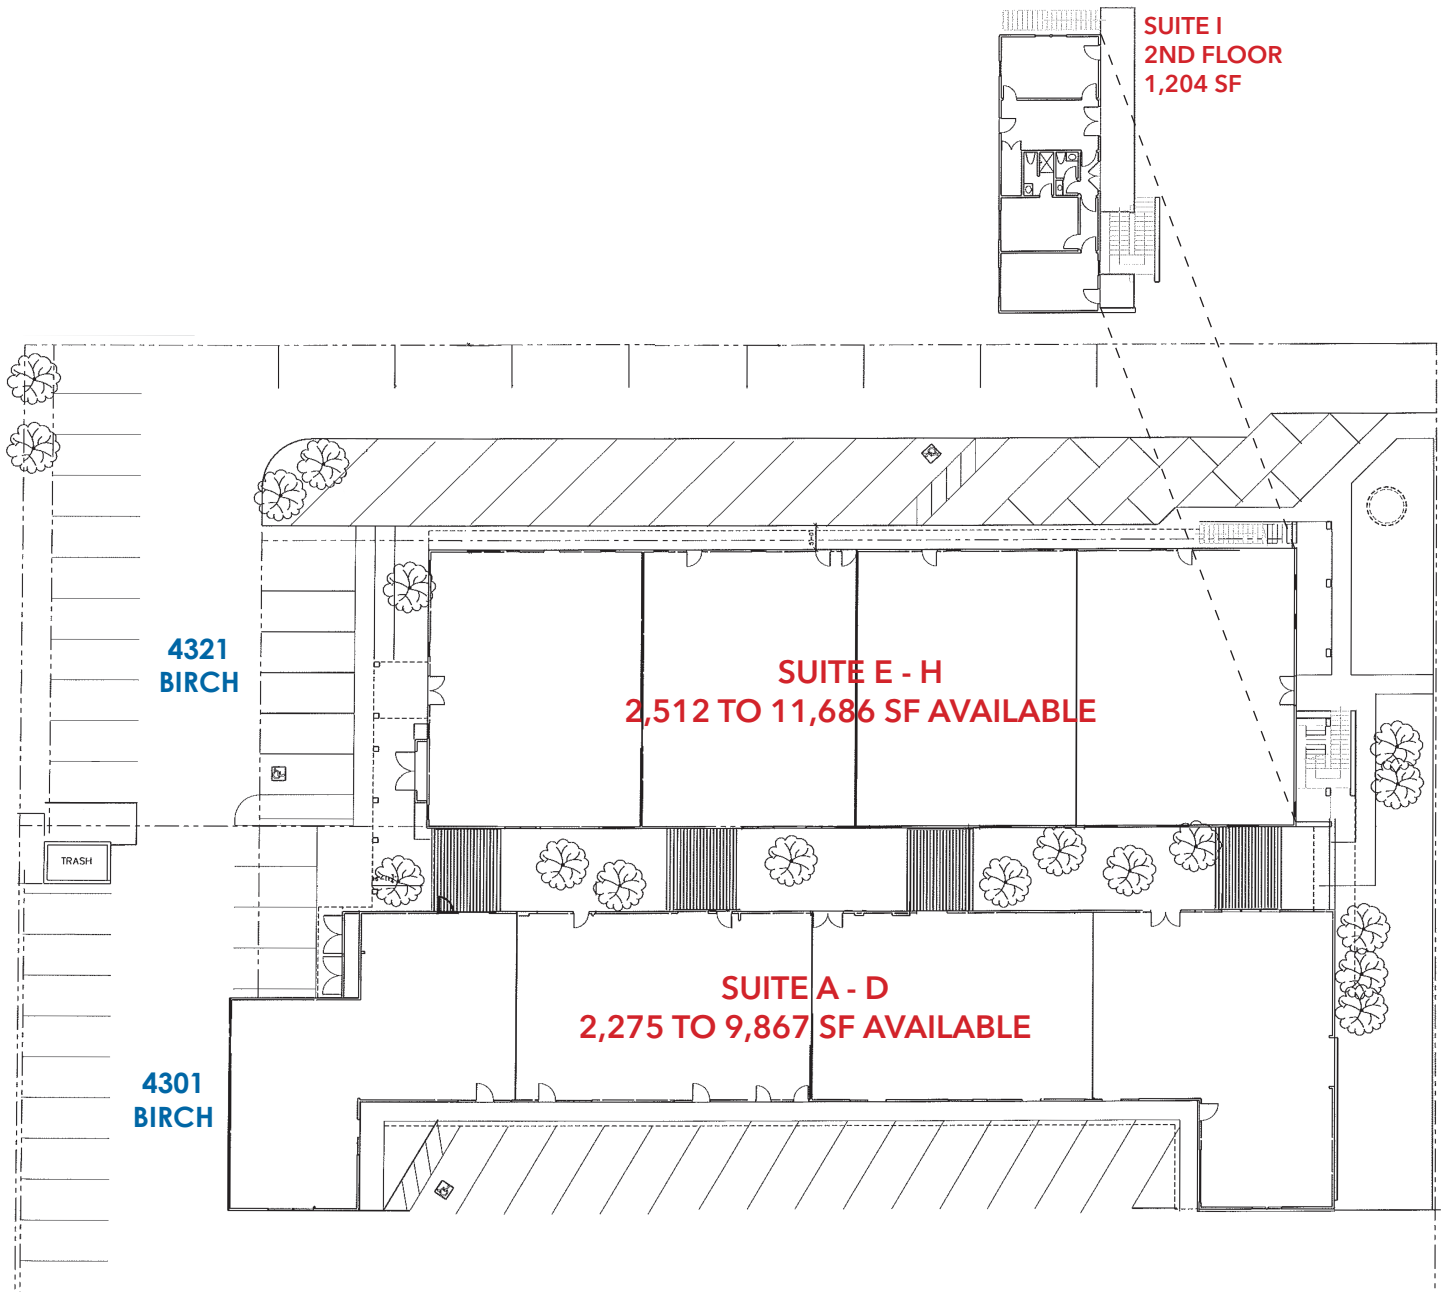 SUITE I
2ND FLOOR
1,204 SF
4321
BIRCH
SUITE E - H
2,512 TO 11,686 SF AVAILABLE
TRASH
SUITE A - D
2,275 TO 9,867 SF AVAILABLE
4301
BIRCH